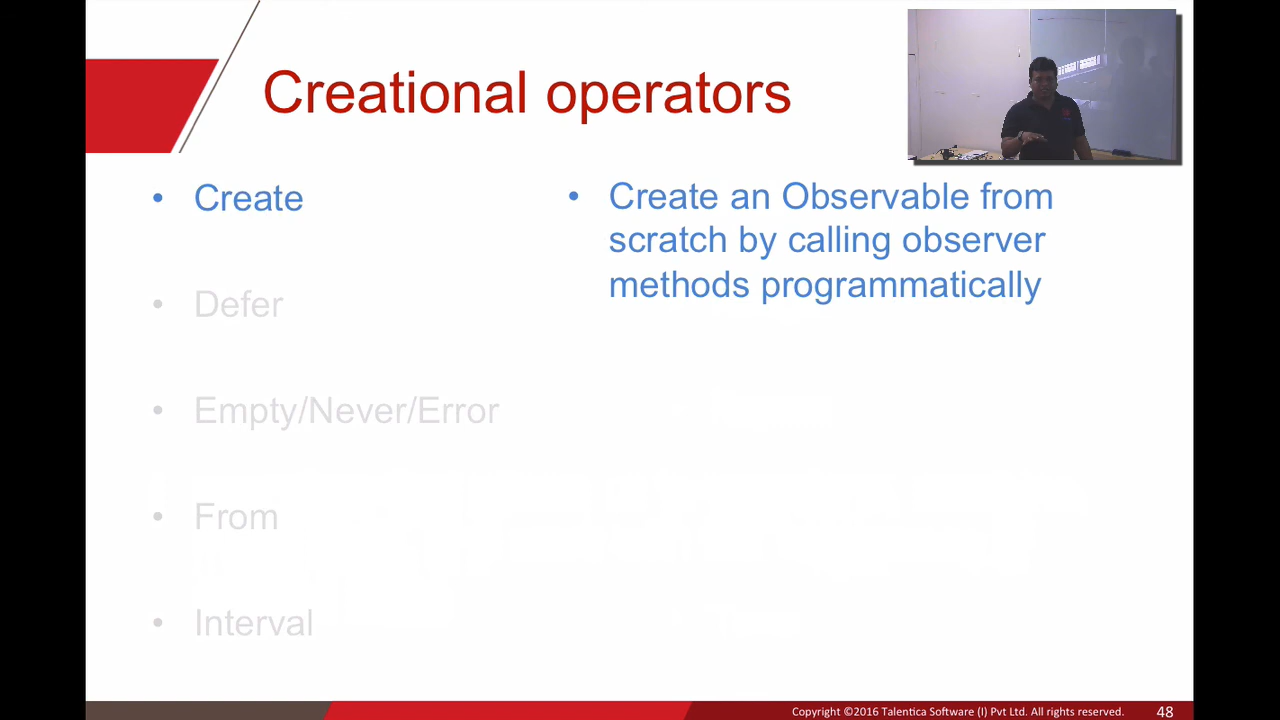 Creational operators
• Create
• Create an Observable from
scratch by calling observer
methods programmatically
• Defer
• Empty/Never/Error
• From
• Interval
Copyright ©2016 Talentica Software (I) Pvt Ltd. All rights reserved.
48